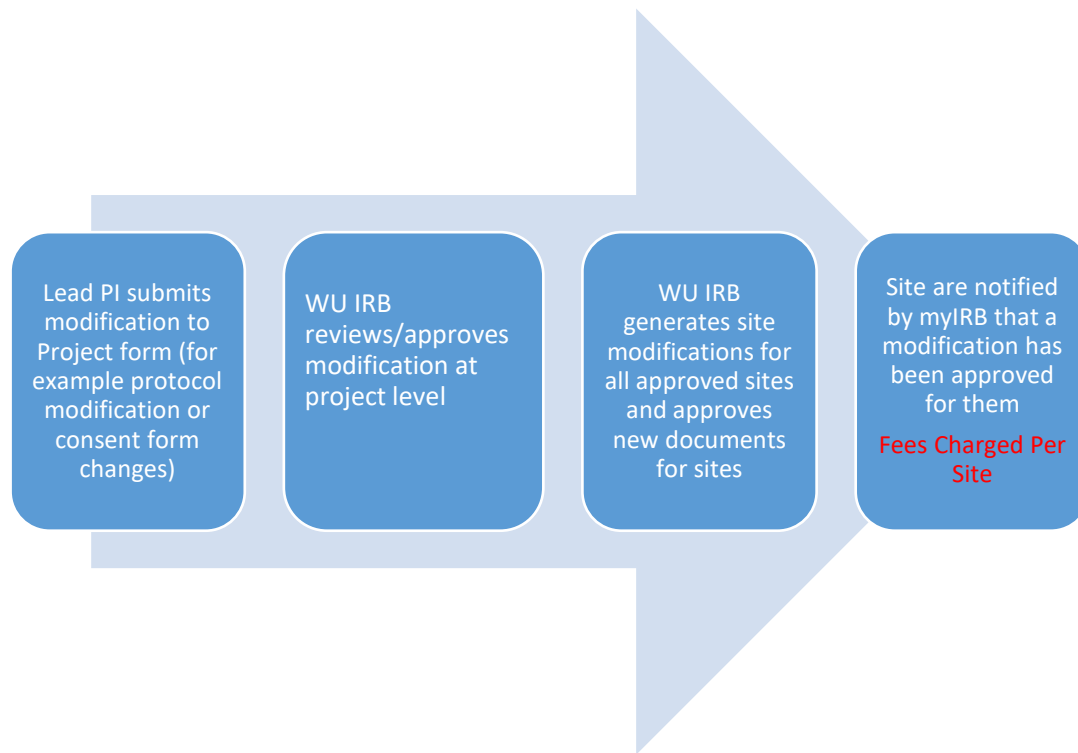 Lead PI submits
modification to
Project form (for
example protocol
modification or
consent form
changes)
WU IRB
reviews/approves
modification at
project level
WU IRB
generates site
modifications for
all approved sites
and approves
new documents
for sites
Site are notified
by myIRB that a
modification has
been approved
for them
Fees Charged Per
Site